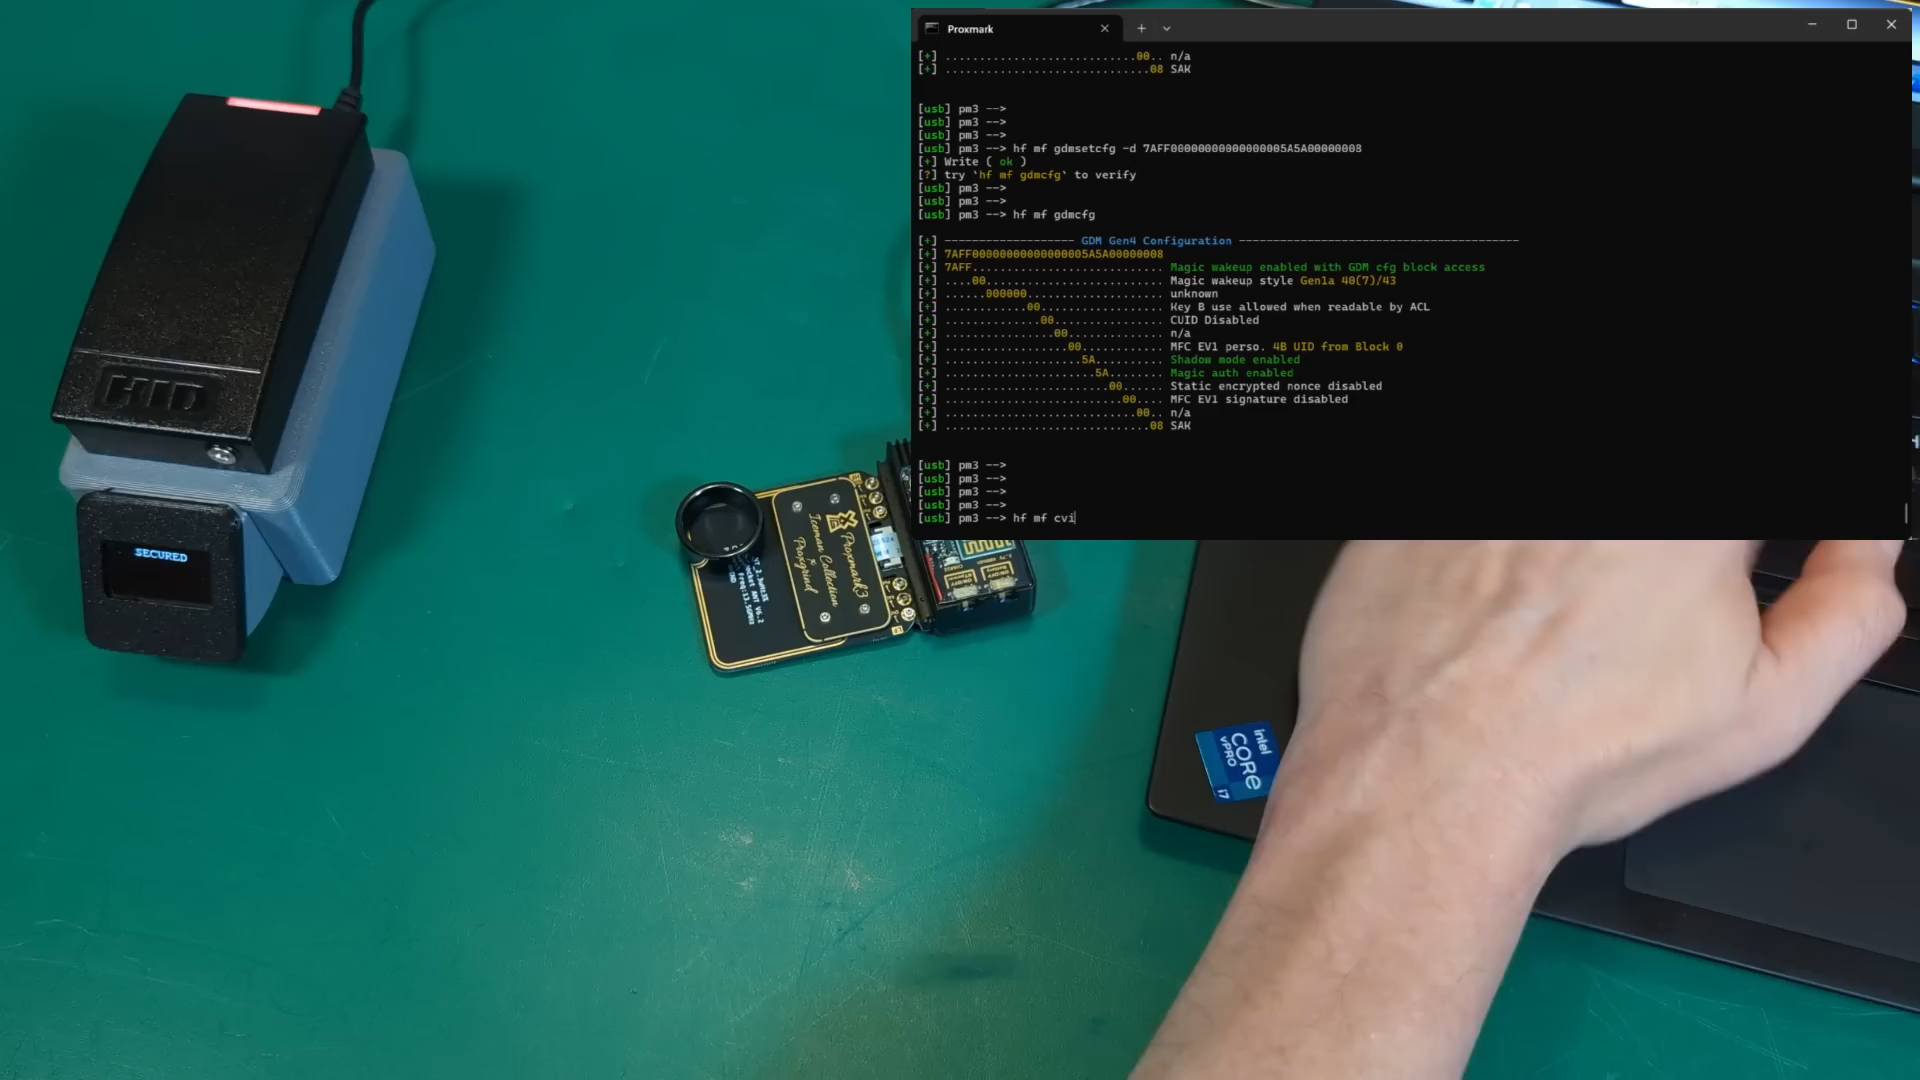 Proxmark
[+] ............................00.. n/a
[+] ..............................08 SAK
[usb] pm3 -->
[usb] pm3 -->
[usb] pm3 -->
[usb] pm3 --> hf mf gdmsetcfg -d 7AFF00000000000000005A5A00000008
[+] Write ( ok )
[?] try `hf mf gdmcfg` to verify
[usb] pm3 -->
[usb] pm3 -->
[usb] pm3 --> hf mf gdmcfg
[+] ------------------- GDM Gen4 Configuration -----------------------------------------
[+] 7AFF00000000000000005A5A00000008
[+] 7AFF............................ Magic wakeup enabled with GDM cfg block access
[+] ....00.......................... Magic wakeup style Gen1a 40(7)/43
[+] ......000000.................... unknown
[+] ............00.................. Key B use allowed when readable by ACL
[+] ..............00................ CUID Disabled
[+] ................00.............. n/a
[+] ..................00............ MFC EV1 perso. 4B UID from Block 0
[+] ....................5A.......... Shadow mode enabled
[+] ......................5A........ Magic auth enabled
[+] ........................00...... Static encrypted nonce disabled
[+] ..........................00.... MFC EV1 signature disabled
[+] ............................00.. n/a
[+] ..............................08 SAK
[usb] pm3 -->
[usb] pm3 -->
[usb] pm3 -->
[usb] pm3 -->
[usb] pm3 --> hf mf cvi
HID
SECURED
Proxmark3
Iceman Collection
Proxgrind
intel
CORE
vPRO
i7